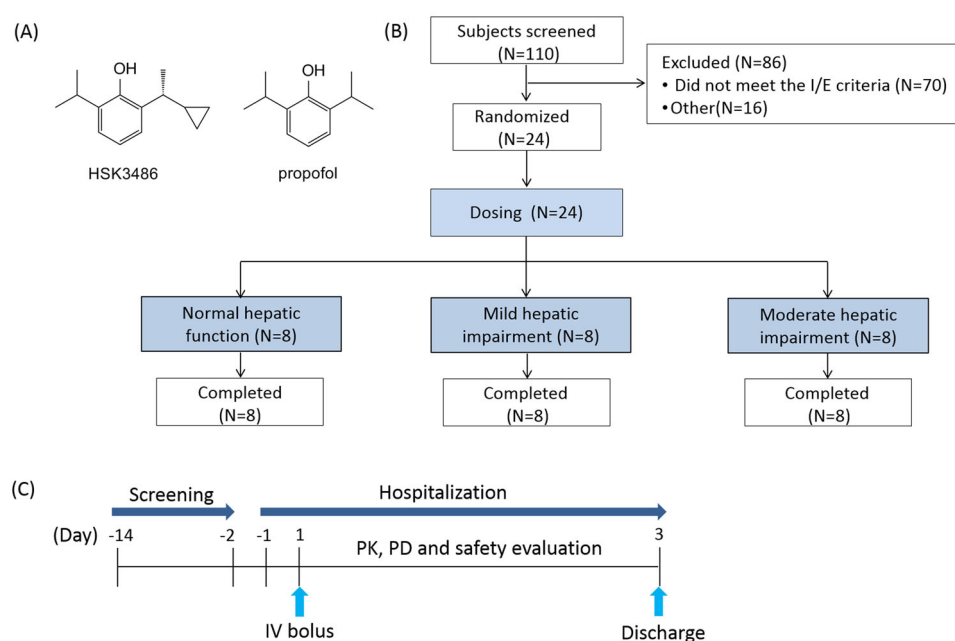 (A)
OH
HSK3486
OH
propofol
(B)
Subjects screened
(N=110)
Excluded (N=86)
• Did not meet the I/E criteria (N=70)
•Other(N=16)
Randomized
(N=24)
Dosing (N=24)
Normal hepatic
function (N=8)
Mild hepatic
impairment (N=8)
Moderate hepatic
impairment (N=8)
Completed
(N=8)
Completed
(N=8)
Completed
(N=8)
(C)
Screening
Hospitalization
(Day)
-14
-2
-1
1
3
PK, PD and safety evaluation
IV bolus
Discharge